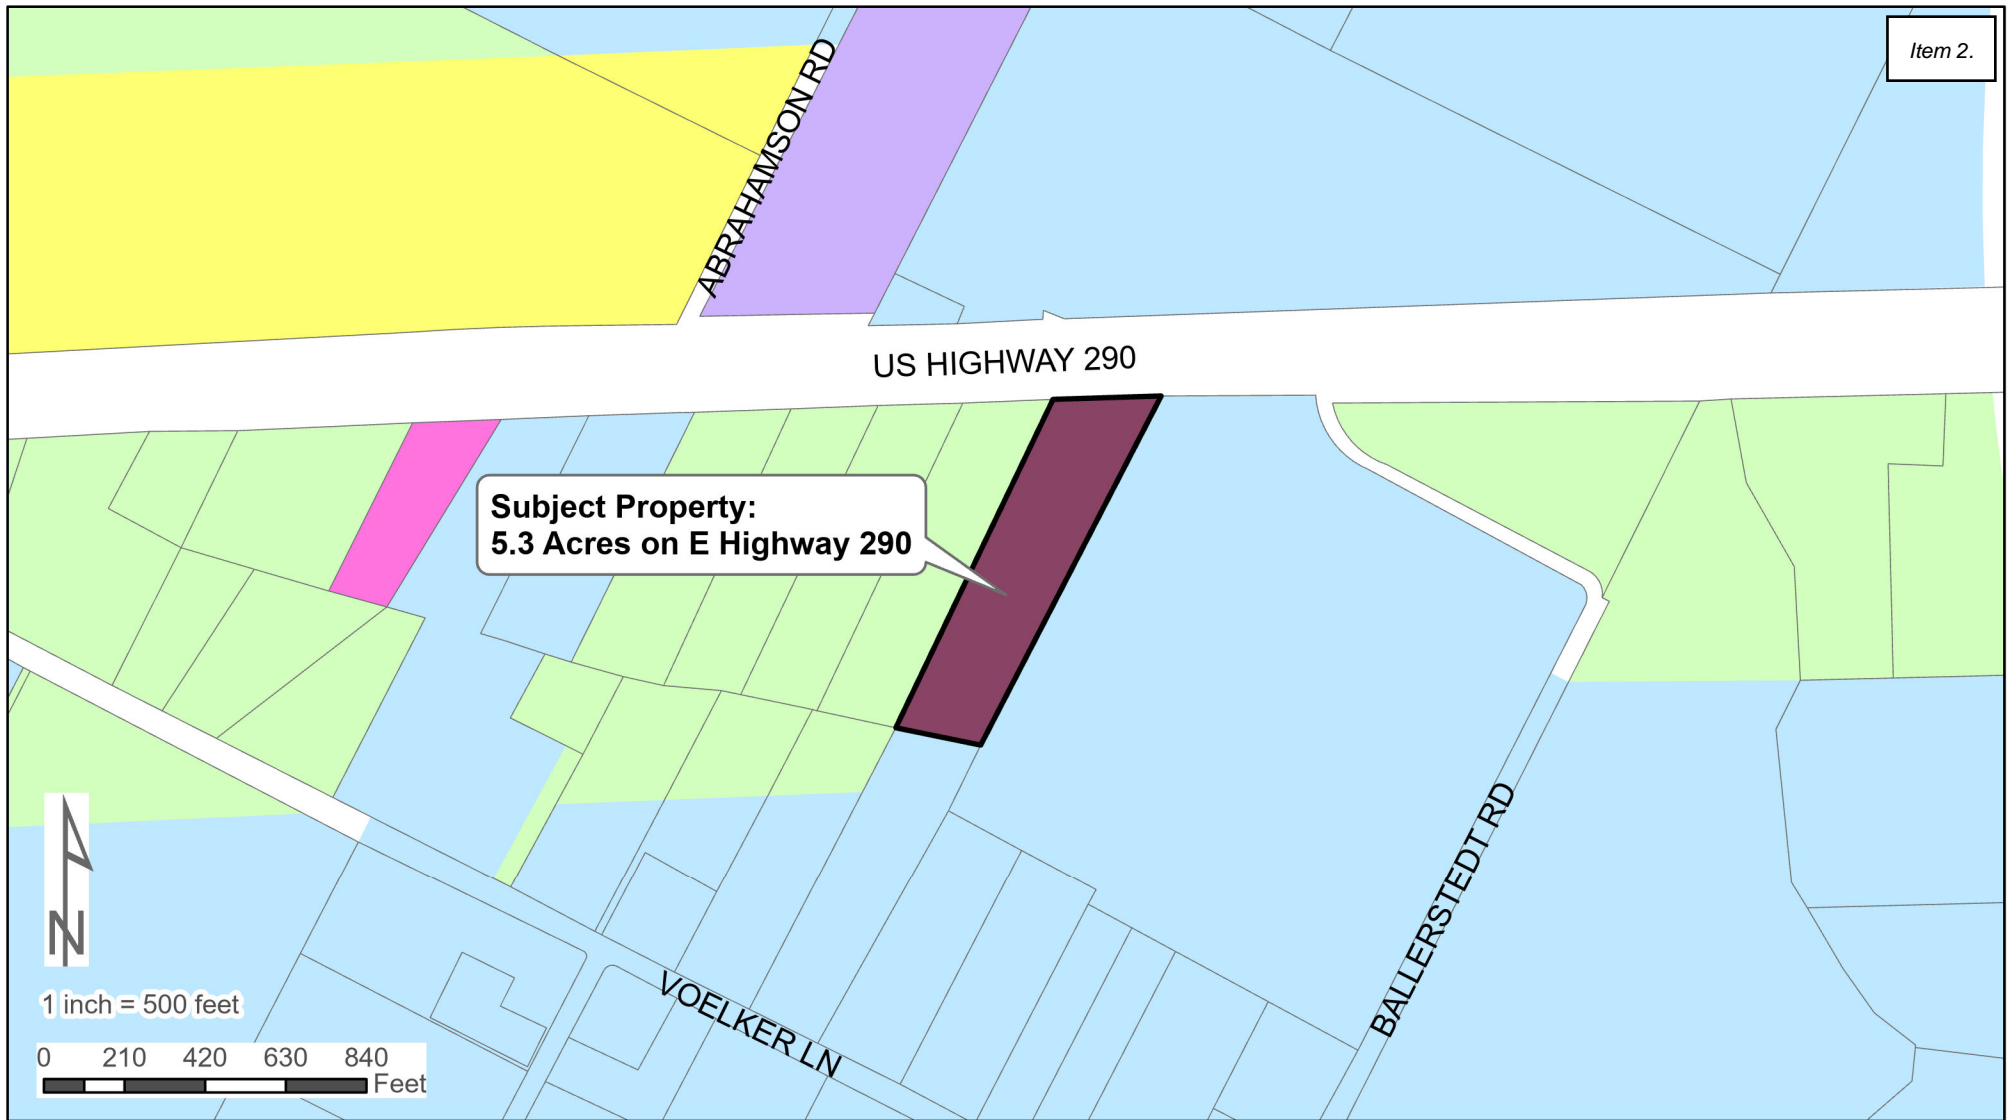 Item 2.
ABRAHAMSON RD
US HIGHWAY 290
Subject Property:
5.3 Acres on E Highway 290
BALLERSTEDT RD
VOELKER LN
N
1 inch = 500 feet
0 210 420 630 840
Feet